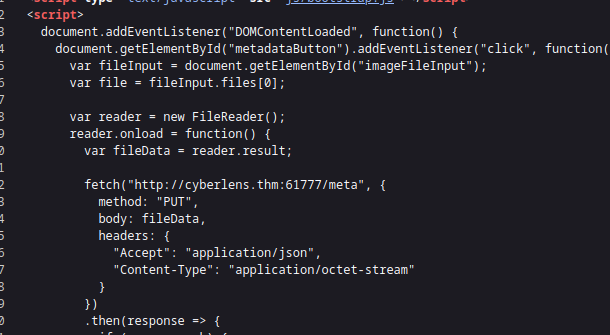 <script>
document.addEventListener("DOMContentLoaded", function() {
document.getElementById("metadataButton").addEventListener("click", function(
var fileInput = document.getElementById("imageFileInput");
var file = fileInput.files[0];
var reader = new FileReader();
reader.onload = function() {
var fileData = reader.result;
fetch("http://cyberlens.thm:61777/meta", {
method: "PUT",
body: fileData,
headers: {
"Accept": "application/json",
"Content-Type": "application/octet-stream"
}
})
.then(response => {